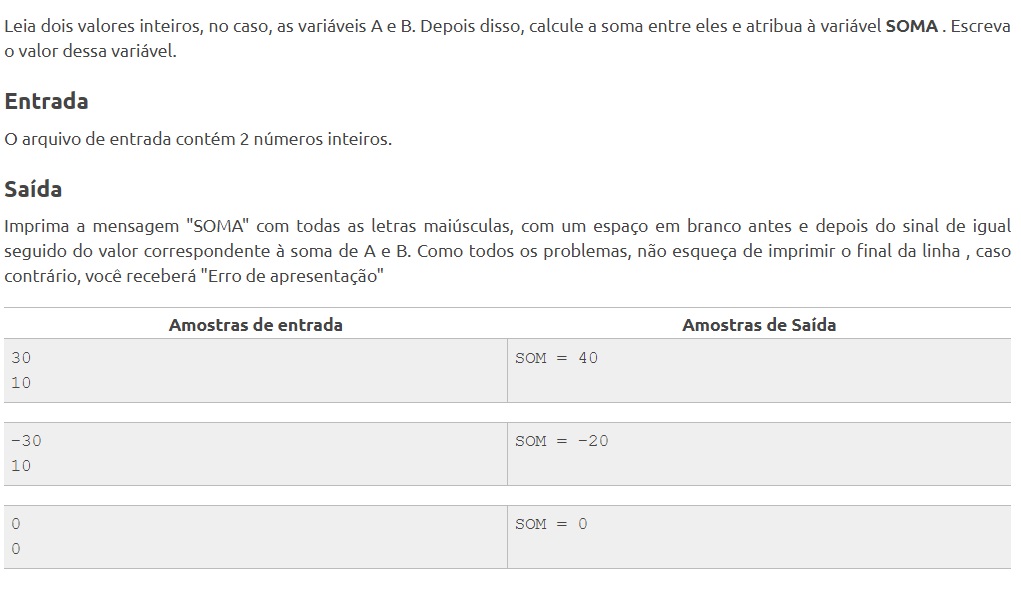 Leia dois valores inteiros, no caso, as variáveis A e B. Depois disso, calcule a soma entre eles e atribua à variável SOMA . Escreva
o valor dessa variável.
Entrada
O arquivo de entrada contém 2 números inteiros.
Saída
Imprima a mensagem "SOMA" com todas as letras maiúsculas, com um espaço em branco antes e depois do sinal de igual
seguido do valor correspondente à soma de A e B. Como todos os problemas, não esqueça de imprimir o final da linha , caso
contrário, você receberá "Erro de apresentação"
Amostras de entrada Amostras de Saída
30 SOM = 40
10
-30 SOM = -20
10
0 SOM = 0
0